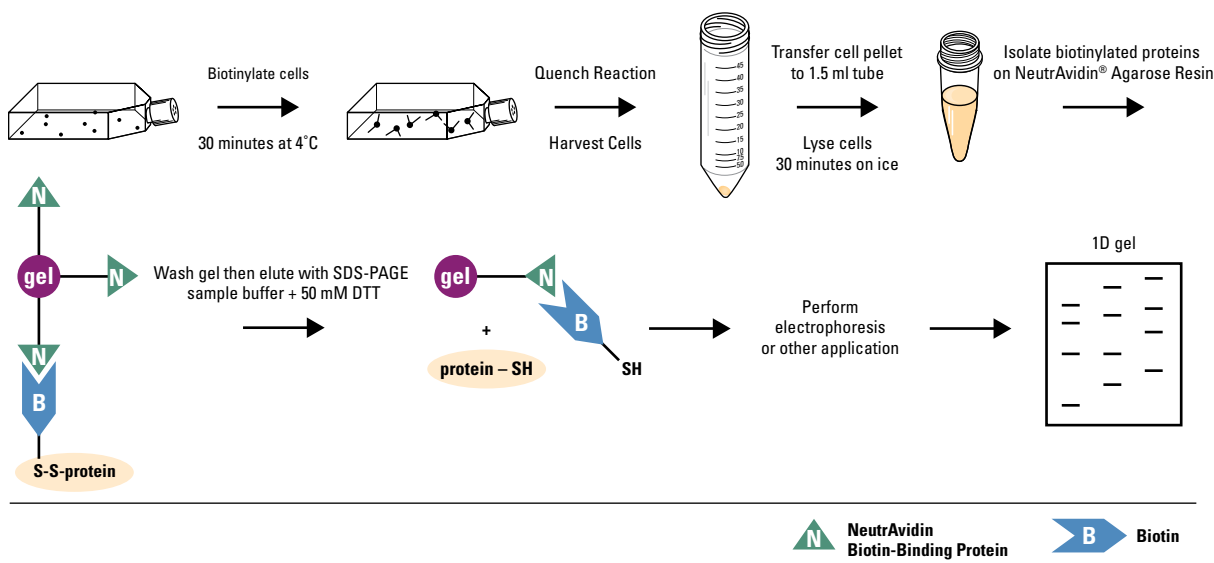 Biotinylate cells
30 minutes at 4˚C
Quench Reaction
Harvest Cells
45
40
35
30
25
20
15
10
75
50
Transfer cell pellet
to 1.5 ml tube
Lyse cells
30 minutes on ice
Isolate biotinylated proteins
on NeutrAvidin® Agarose Resin
N
gel
N
N
B
S-S-protein
Wash gel then elute with SDS-PAGE
sample buffer + 50 mM DTT
gel
N
B
SH
+
protein – SH
Perform
electrophoresis
or other application
1D gel
N
NeutrAvidin
Biotin-Binding Protein
B
Biotin